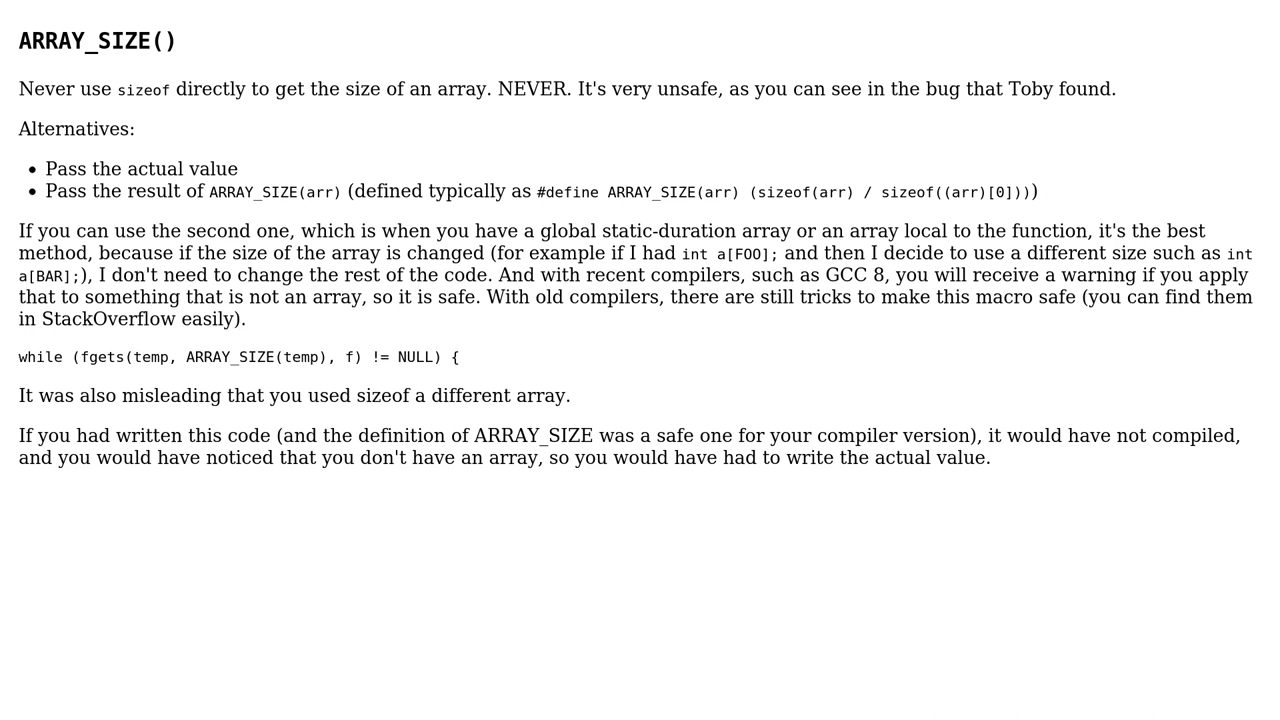 ARRAY_SIZE()
Never use sizeof directly to get the size of an array. NEVER. It's very unsafe, as you can see in the bug that Toby found.
Alternatives:
• Pass the actual value
• Pass the result of ARRAY_SIZE(arr) (defined typically as #define ARRAY_SIZE(arr) (sizeof(arr) / sizeof((arr)[0])))
If you can use the second one, which is when you have a global static-duration array or an array local to the function, it's the best
method, because if the size of the array is changed (for example if I had int a[FOO]; and then I decide to use a different size such as int
a[BAR];), I don't need to change the rest of the code. And with recent compilers, such as GCC 8, you will receive a warning if you apply
that to something that is not an array, so it is safe. With old compilers, there are still tricks to make this macro safe (you can find them
in StackOverflow easily).
while (fgets(temp, ARRAY_SIZE(temp), f) != NULL) {
It was also misleading that you used sizeof a different array.
If you had written this code (and the definition of ARRAY_SIZE was a safe one for your compiler version), it would have not compiled,
and you would have noticed that you don't have an array, so you would have had to write the actual value.